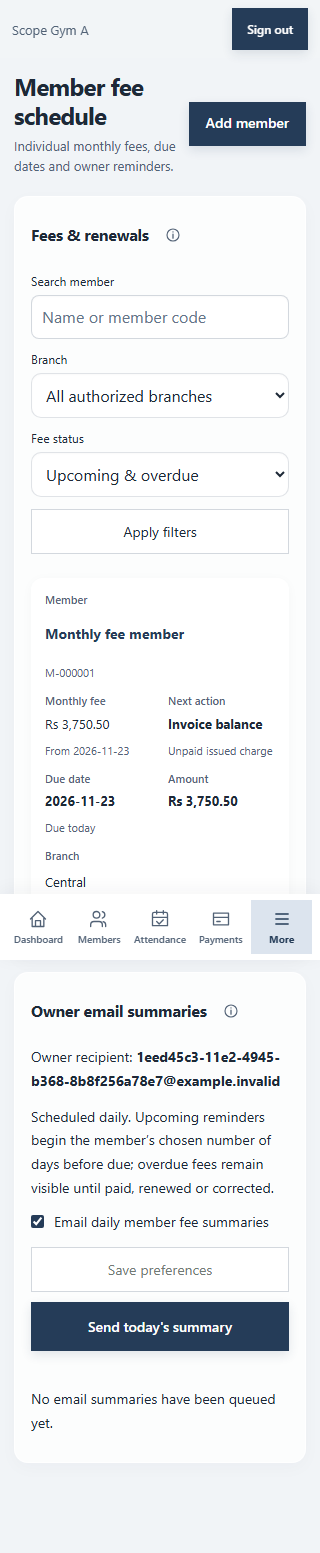 Scope Gym A
Sign out
Member fee
schedule
Add member
Individual monthly fees, due
dates and owner reminders.
Fees & renewals
Search member
Name or member code
Branch
All authorized branches
Fee status
Upcoming & overdue
Apply filters
Member
Monthly fee member
M-000001
Monthly fee
Next action
Rs 3,750.50
Invoice balance
From 2026-11-23
Unpaid issued charge
Due date
Amount
2026-11-23
Rs 3,750.50
Due today
Branch
Central
Dashboard
Members
Attendance
Payments
More
Owner email summaries
Owner recipient: 1eed45c3-11e2-4945-
b368-8b8f256a78e7@example.invalid
Scheduled daily. Upcoming reminders
begin the member's chosen number of
days before due; overdue fees remain
visible until paid, renewed or corrected.
Email daily member fee summaries
Save preferences
Send today's summary
No email summaries have been queued
yet.